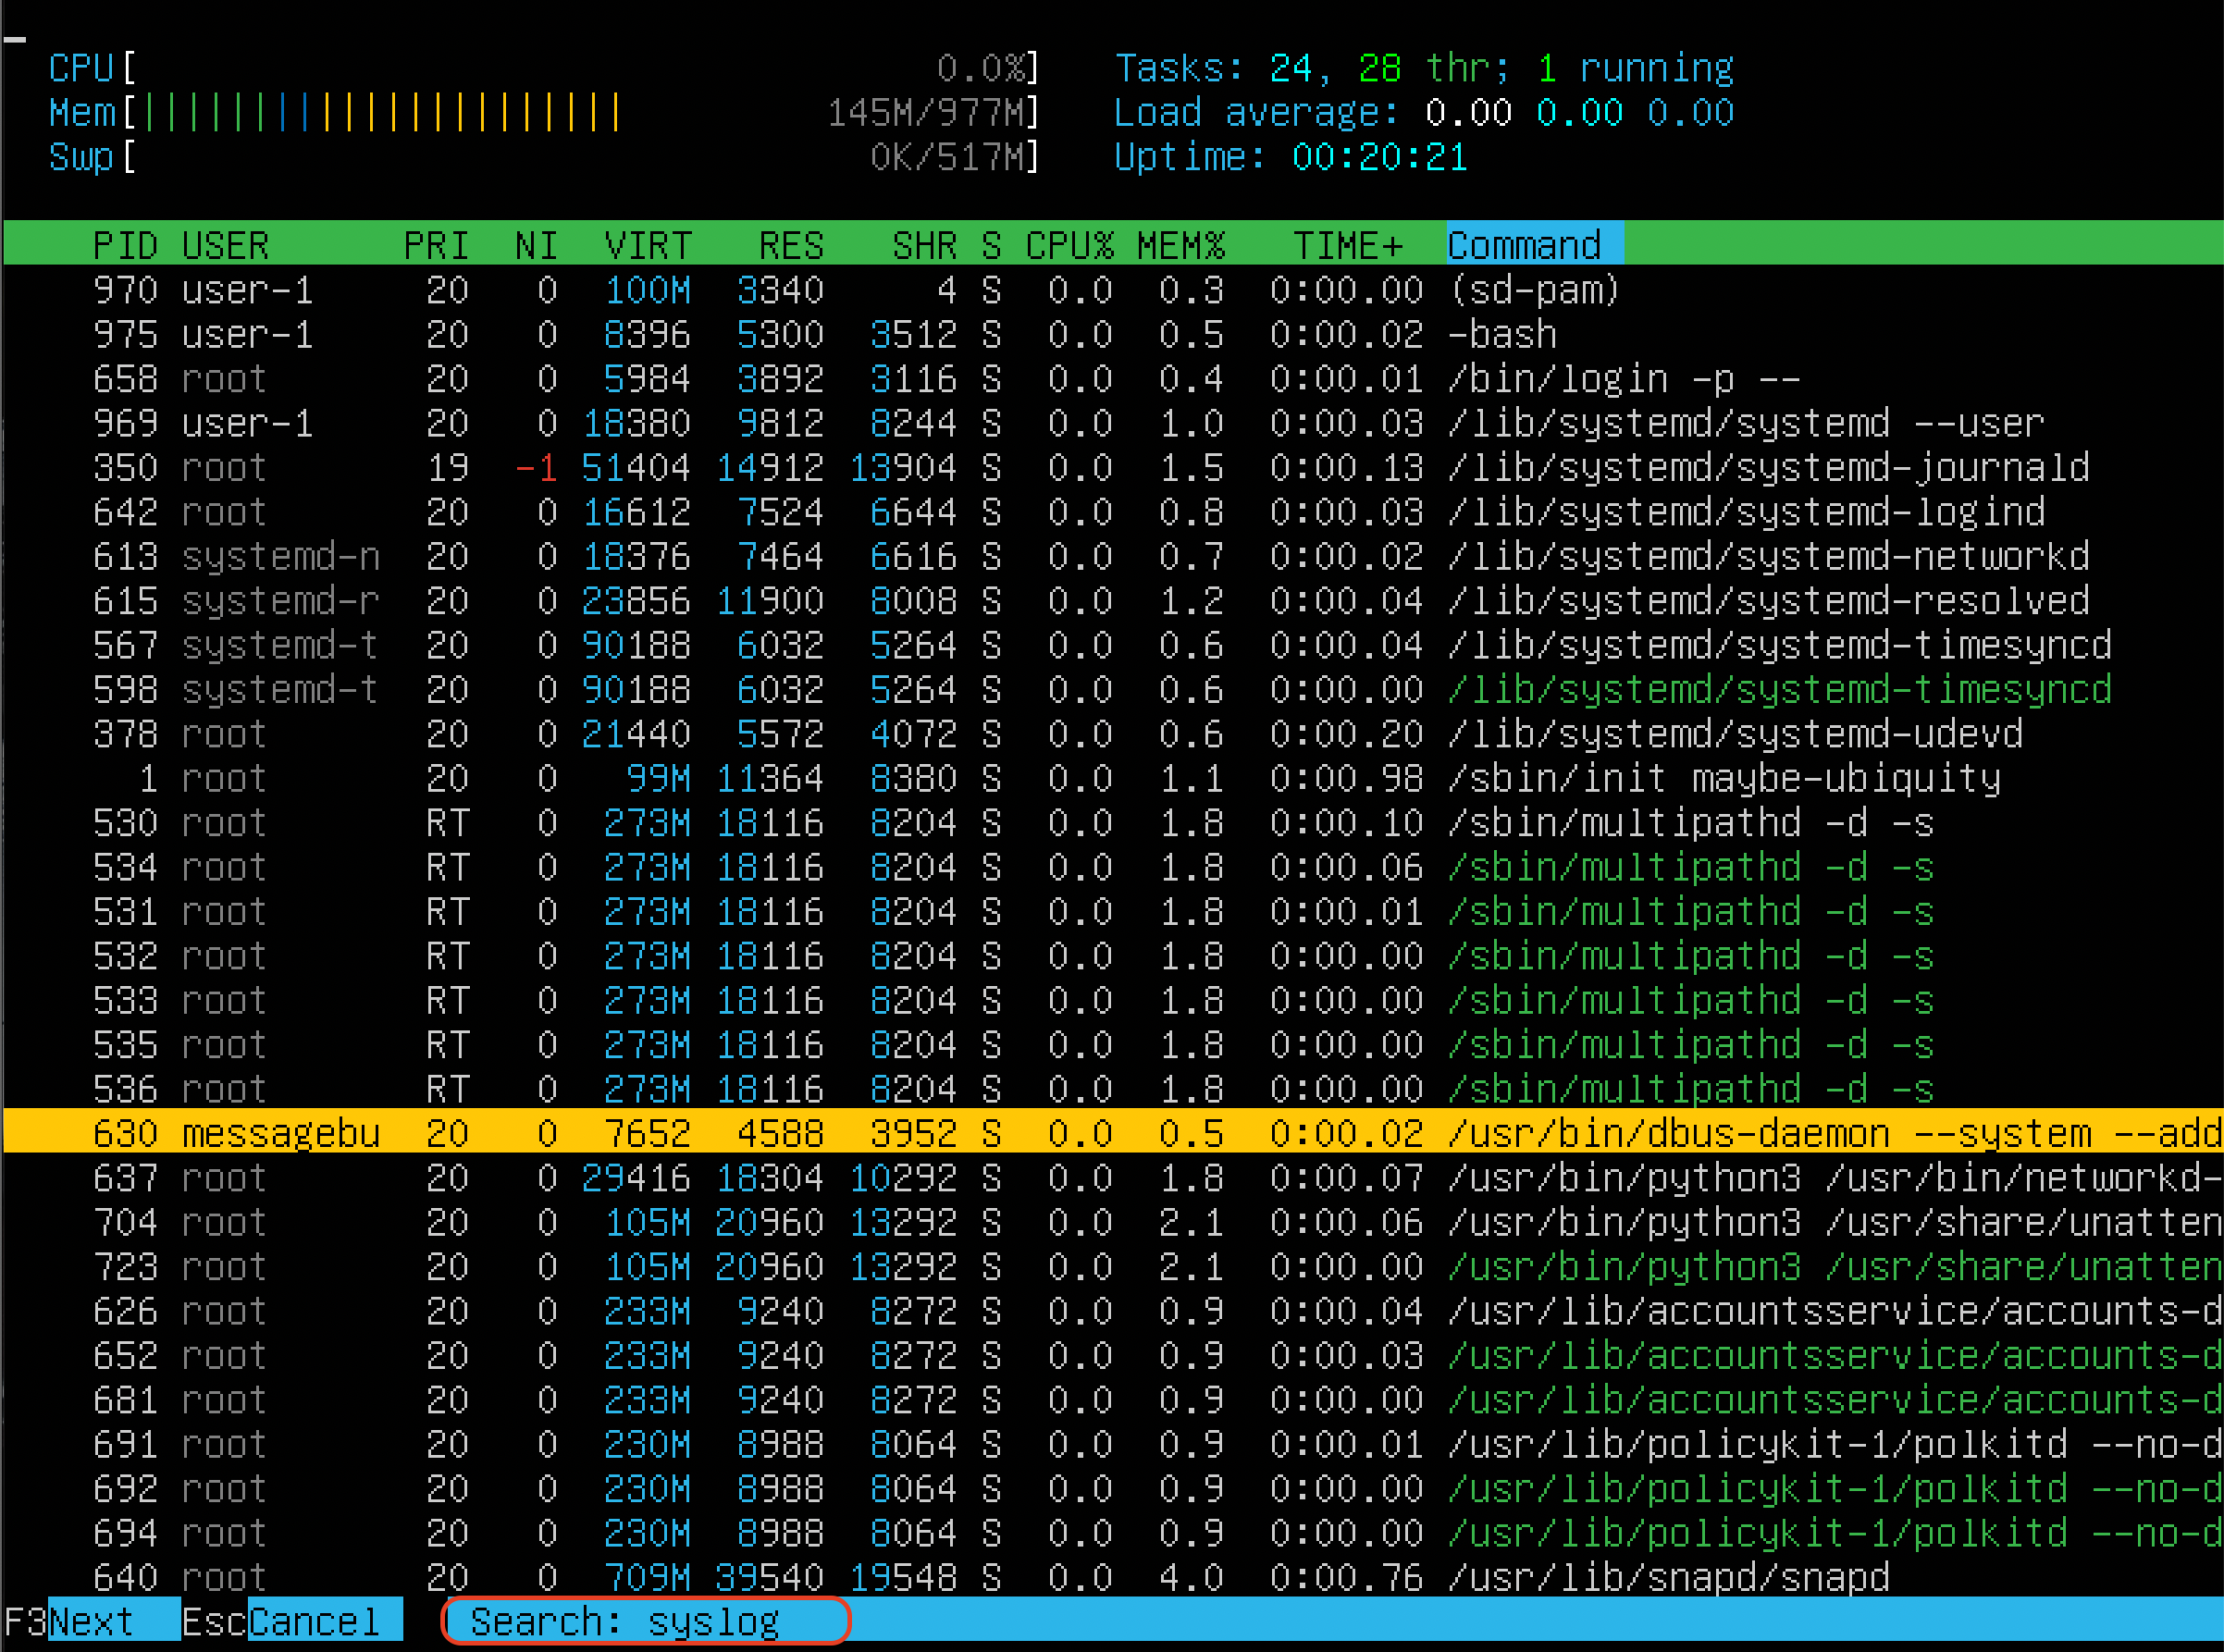 CPU[ 0.0%] Tasks: 24, 28 thr; 1 running
Mem[|||||||||||||||||||||| 145M/977M] Load average: 0.00 0.00 0.00
Swp[ 0K/517M] Uptime: 00:20:21
PID USER PRI NI VIRT RES SHR S CPU% MEM% TIME+ Command
970 user-1 20 0 100M 3340 4 S 0.0 0.3 0:00.00 (sd-pam)
975 user-1 20 0 8396 5300 3512 S 0.0 0.5 0:00.02 -bash
658 root 20 0 5984 3892 3116 S 0.0 0.4 0:00.01 /bin/login -p --
969 user-1 20 0 18380 9812 8244 S 0.0 1.0 0:00.03 /lib/systemd/systemd --user
350 root 19 -1 51404 14912 13904 S 0.0 1.5 0:00.13 /lib/systemd/systemd-journald
642 root 20 0 16612 7524 6644 S 0.0 0.8 0:00.03 /lib/systemd/systemd-logind
613 systemd-n 20 0 18376 7464 6616 S 0.0 0.7 0:00.02 /lib/systemd/systemd-networkd
615 systemd-r 20 0 23856 11900 8008 S 0.0 1.2 0:00.04 /lib/systemd/systemd-resolved
567 systemd-t 20 0 90188 6032 5264 S 0.0 0.6 0:00.04 /lib/systemd/systemd-timesyncd
598 systemd-t 20 0 90188 6032 5264 S 0.0 0.6 0:00.00 /lib/systemd/systemd-timesyncd
378 root 20 0 21440 5572 4072 S 0.0 0.6 0:00.20 /lib/systemd/systemd-udevd
1 root 20 0 99M 11364 8380 S 0.0 1.1 0:00.98 /sbin/init maybe-ubiquity
530 root RT 0 273M 18116 8204 S 0.0 1.8 0:00.10 /sbin/multipathd -d -s
534 root RT 0 273M 18116 8204 S 0.0 1.8 0:00.06 /sbin/multipathd -d -s
531 root RT 0 273M 18116 8204 S 0.0 1.8 0:00.01 /sbin/multipathd -d -s
532 root RT 0 273M 18116 8204 S 0.0 1.8 0:00.00 /sbin/multipathd -d -s
533 root RT 0 273M 18116 8204 S 0.0 1.8 0:00.00 /sbin/multipathd -d -s
535 root RT 0 273M 18116 8204 S 0.0 1.8 0:00.00 /sbin/multipathd -d -s
536 root RT 0 273M 18116 8204 S 0.0 1.8 0:00.00 /sbin/multipathd -d -s
630 messagebu 20 0 7652 4588 3952 S 0.0 0.5 0:00.02 /usr/bin/dbus-daemon --system --add
637 root 20 0 29416 18304 10292 S 0.0 1.8 0:00.07 /usr/bin/python3 /usr/bin/networkd-
704 root 20 0 105M 20960 13292 S 0.0 2.1 0:00.06 /usr/bin/python3 /usr/share/unatten
723 root 20 0 105M 20960 13292 S 0.0 2.1 0:00.00 /usr/bin/python3 /usr/share/unatten
626 root 20 0 233M 9240 8272 S 0.0 0.9 0:00.04 /usr/lib/accountsservice/accounts-d
652 root 20 0 233M 9240 8272 S 0.0 0.9 0:00.03 /usr/lib/accountsservice/accounts-d
681 root 20 0 233M 9240 8272 S 0.0 0.9 0:00.00 /usr/lib/accountsservice/accounts-d
691 root 20 0 230M 8988 8064 S 0.0 0.9 0:00.01 /usr/lib/policykit-1/polkitd --no-d
692 root 20 0 230M 8988 8064 S 0.0 0.9 0:00.00 /usr/lib/policykit-1/polkitd --no-d
694 root 20 0 230M 8988 8064 S 0.0 0.9 0:00.00 /usr/lib/policykit-1/polkitd --no-d
640 root 20 0 709M 39540 19548 S 0.0 4.0 0:00.76 /usr/lib/snapd/snapd
F3Next EscCancel Search: syslog